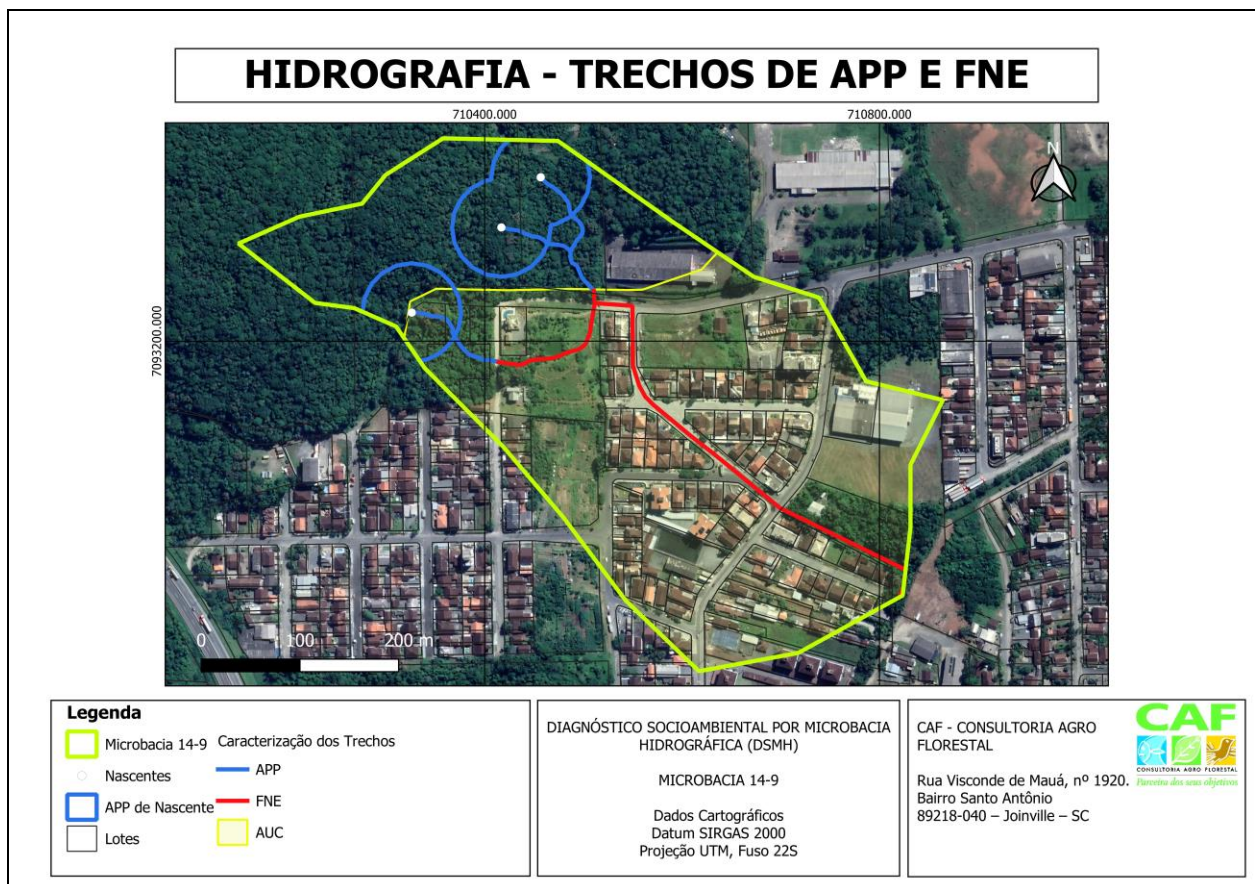 HIDROGRAFIA - TRECHOS DE APP E FNE
710400.000
710800.000
7093200.000
N
0 100 200 m
Legenda
Microbacia 14-9
Nascentes
APP de Nascente
Lotes
Caracterização dos Trechos
APP
FNE
AUC
DIAGNÓSTICO SOCIOAMBIENTAL POR MICROBACIA
HIDROGRÁFICA (DSMH)
MICROBACIA 14-9
Dados Cartográficos
Datum SIRGAS 2000
Projeção UTM, Fuso 22S
CAF - CONSULTORIA AGRO
FLORESTAL
Rua Visconde de Mauá, nº 1920.
Bairro Santo Antônio
89218-040 – Joinville – SC
CAF
CONSULTORIA AGRO FLORESTAL
Parceira dos seus objetivos